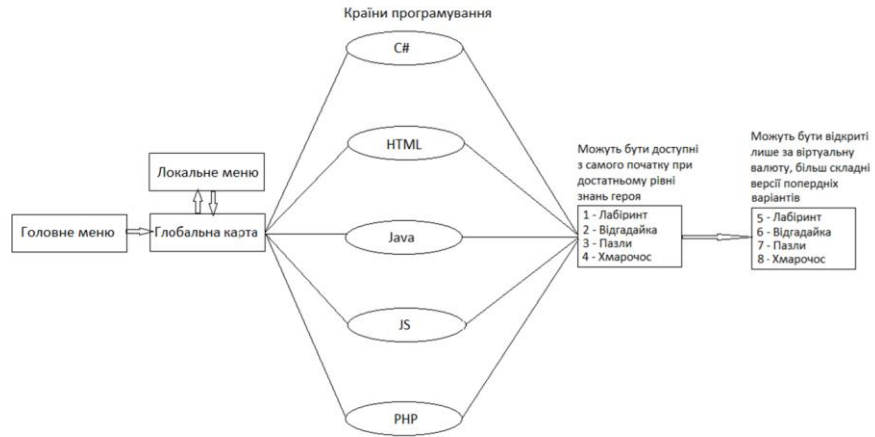 Країни програмування
C#
HTML
Java
JS
PHP
Локальне меню
Головне меню
Глобальна карта
Можуть бути доступні
з самого початку при
достатньому рівні
знань героя
1 - Лабіринт
2 - Відгадайка
3 - Пазли
4 - Хмарочос
Можуть бути відкриті
лише за віртуальну
валюту, більш складні
версії попердніх
варіантів
5 - Лабіринт
6 - Відгадайка
7 - Пазли
8 - Хмарочос